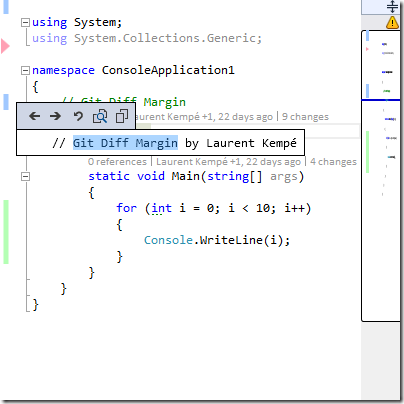 using System;
using System.Collections.Generic;
namespace ConsoleApplication1
{
// Git Diff Margin
Laurent Kempé +1, 22 days ago | 9 changes
// Git Diff Margin by Laurent Kempé
0 references | Laurent Kempé +1, 22 days ago | 4 changes
static void Main(string[] args)
{
for (int i = 0; i < 10; i++)
{
Console.WriteLine(i);
}
}
}
}